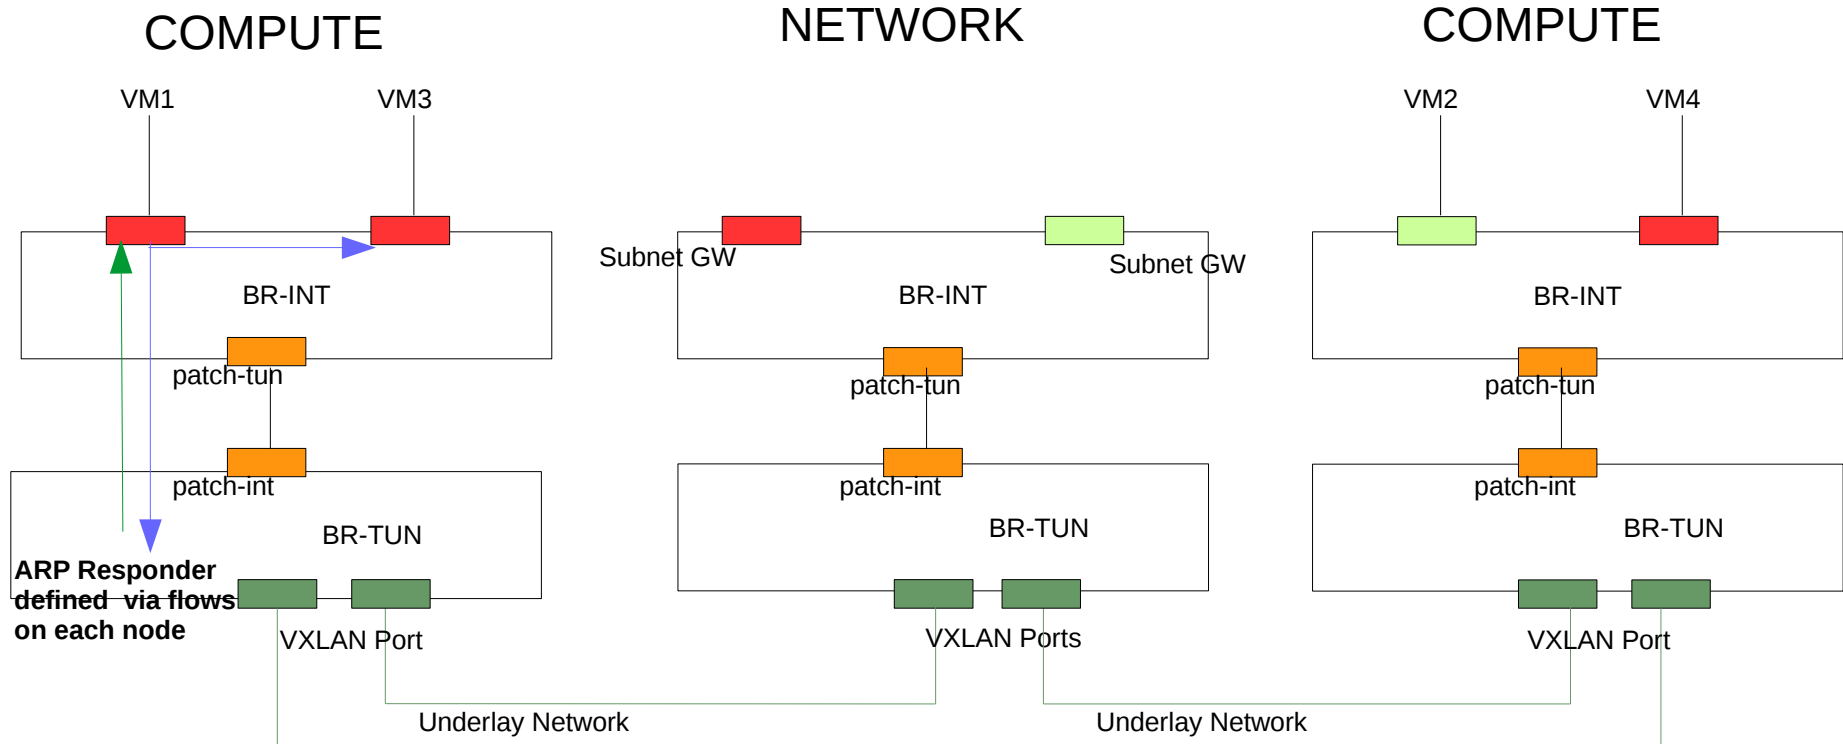 COMPUTE
NETWORK
COMPUTE
VM1
VM3
VM2
VM4
Subnet GW
Subnet GW
BR-INT
BR-INT
BR-INT
patch-tun
patch-tun
patch-tun
patch-int
patch-int
patch-int
BR-TUN
BR-TUN
BR-TUN
ARP Responder
defined via flows
on each node
VXLAN Port
VXLAN Ports
VXLAN Port
Underlay Network
Underlay Network